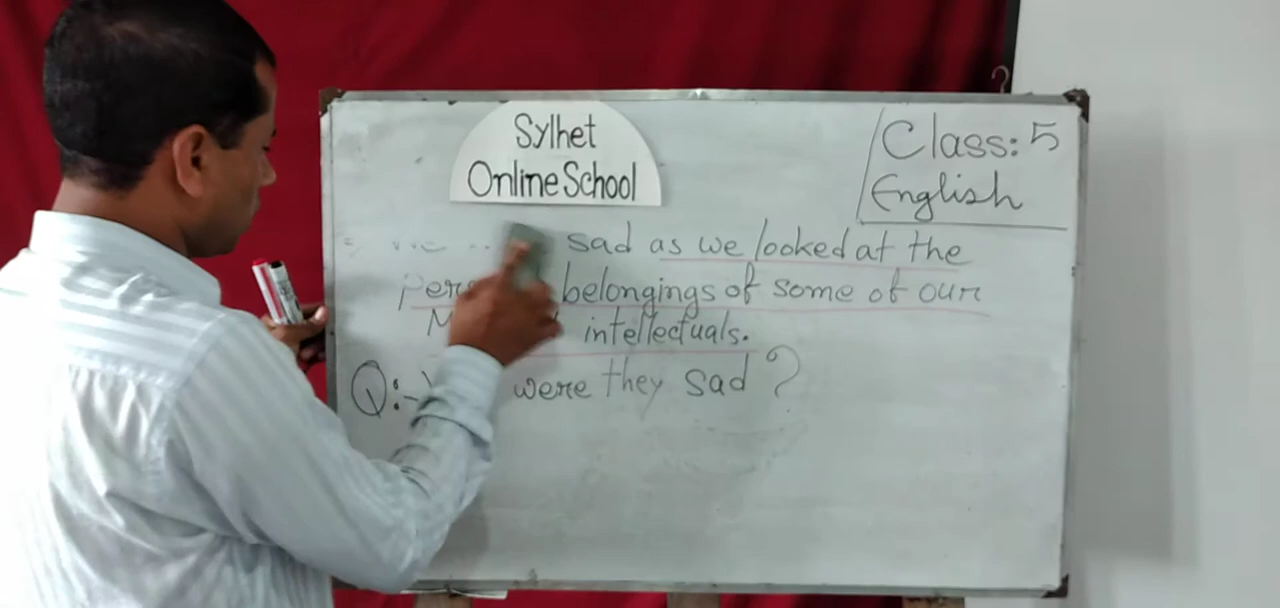 Sylhet
Online School
Class: 5
English
sad as we looked at the
belongings of some of our
intellectuals.
Q:- were they sad?